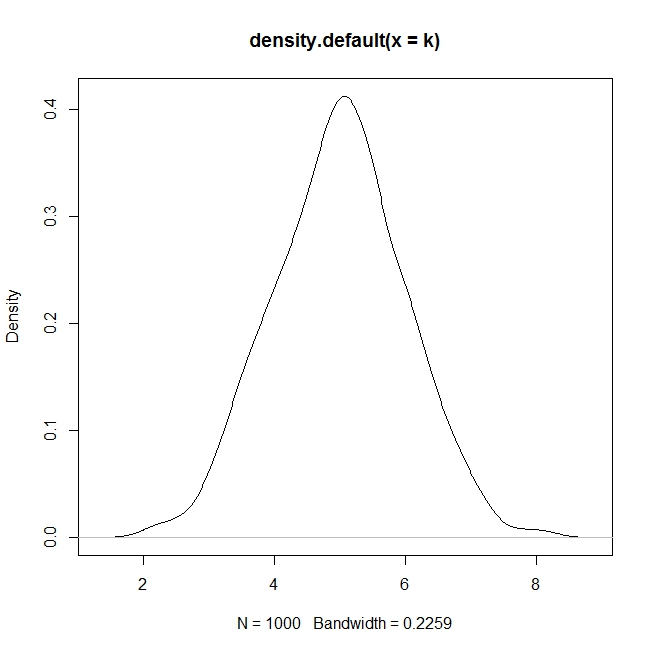 density.default(x = k)
0.4
0.3
0.2
0.1
0.0
Density
2 4 6 8
N = 1000 Bandwidth = 0.2259